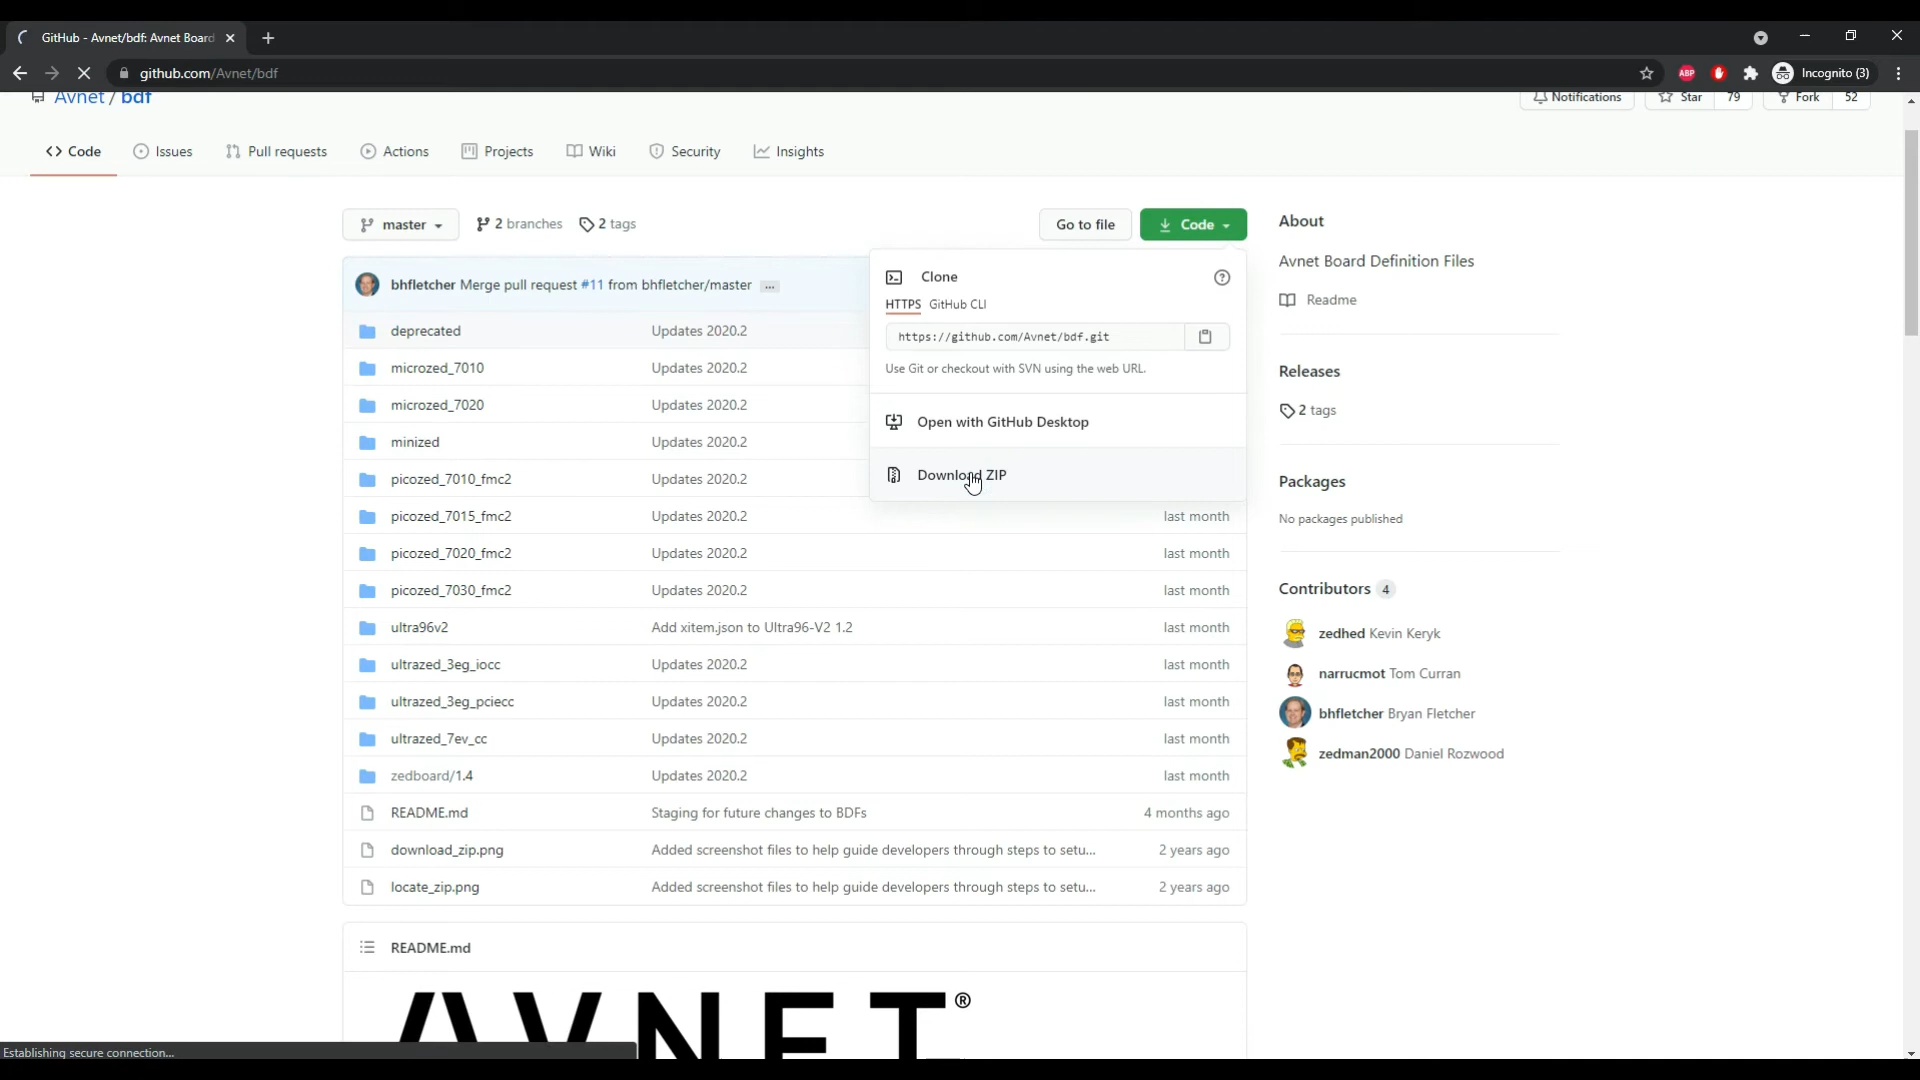 GitHub - Avnet/bdf: Avnet Board
github.com/Avnet/bdf
ABP
Incognito (3)
Avnet / bdf
Notifications
Star 79
Fork 52
Code
Issues
Pull requests
Actions
Projects
Wiki
Security
Insights
master
2 branches
2 tags
Go to file
Code
About
Avnet Board Definition Files
Readme
Releases
2 tags
Packages
No packages published
Contributors 4
zedhed Kevin Keryk
narrucmot Tom Curran
bhfletcher Bryan Fletcher
zedman2000 Daniel Rozwood
Clone
HTTPS GitHub CLI
https://github.com/Avnet/bdf.git
Use Git or checkout with SVN using the web URL.
Open with GitHub Desktop
Download ZIP
bhfletcher Merge pull request #11 from bhfletcher/master ...
deprecated Updates 2020.2
microzed_7010 Updates 2020.2
microzed_7020 Updates 2020.2
minized Updates 2020.2
picozed_7010_fmc2 Updates 2020.2
picozed_7015_fmc2 Updates 2020.2 last month
picozed_7020_fmc2 Updates 2020.2 last month
picozed_7030_fmc2 Updates 2020.2 last month
ultra96v2 Add xitem.json to Ultra96-V2 1.2 last month
ultrazed_3eg_iocc Updates 2020.2 last month
ultrazed_3eg_pciecc Updates 2020.2 last month
ultrazed_7ev_cc Updates 2020.2 last month
zedboard/1.4 Updates 2020.2 last month
README.md Staging for future changes to BDFs 4 months ago
download_zip.png Added screenshot files to help guide developers through steps to setu... 2 years ago
locate_zip.png Added screenshot files to help guide developers through steps to setu... 2 years ago
README.md
AVNET®
Establishing secure connection...